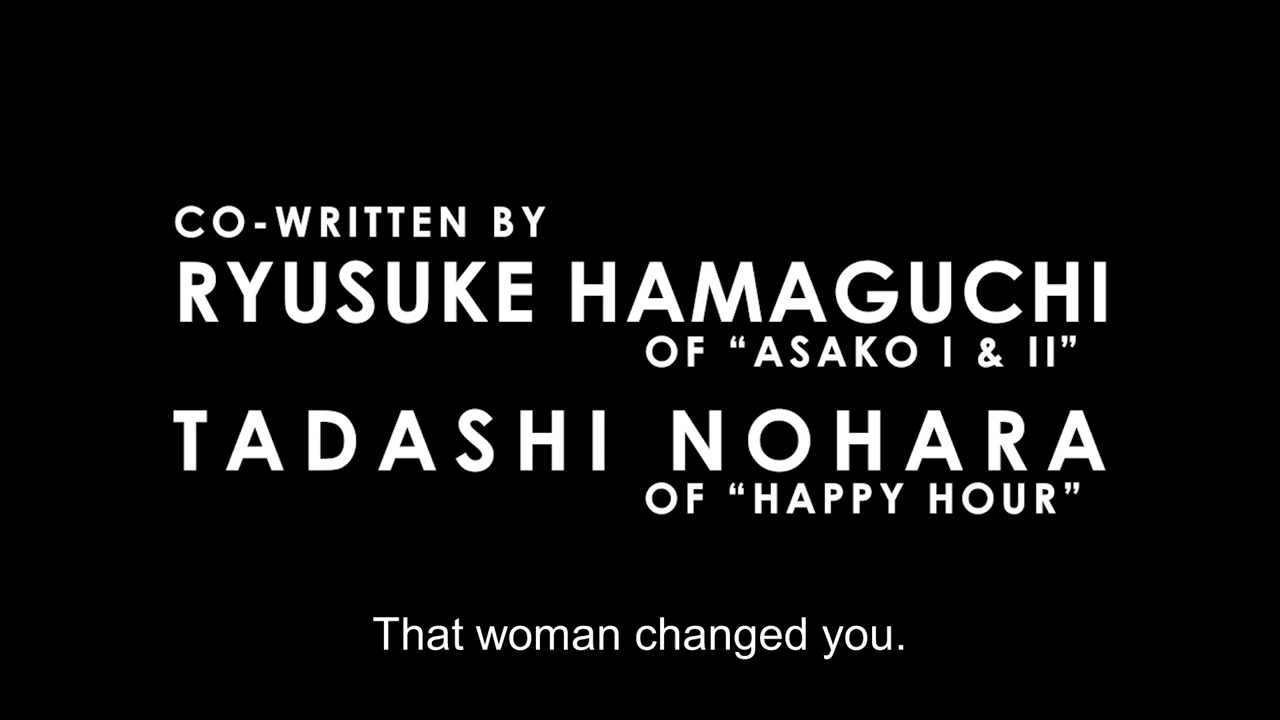 CO-WRITTEN BY
RYUSUKE HAMAGUCHI
OF “ASAKO I & II”
TADASHI NOHARA
OF “HAPPY HOUR”
That woman changed you.